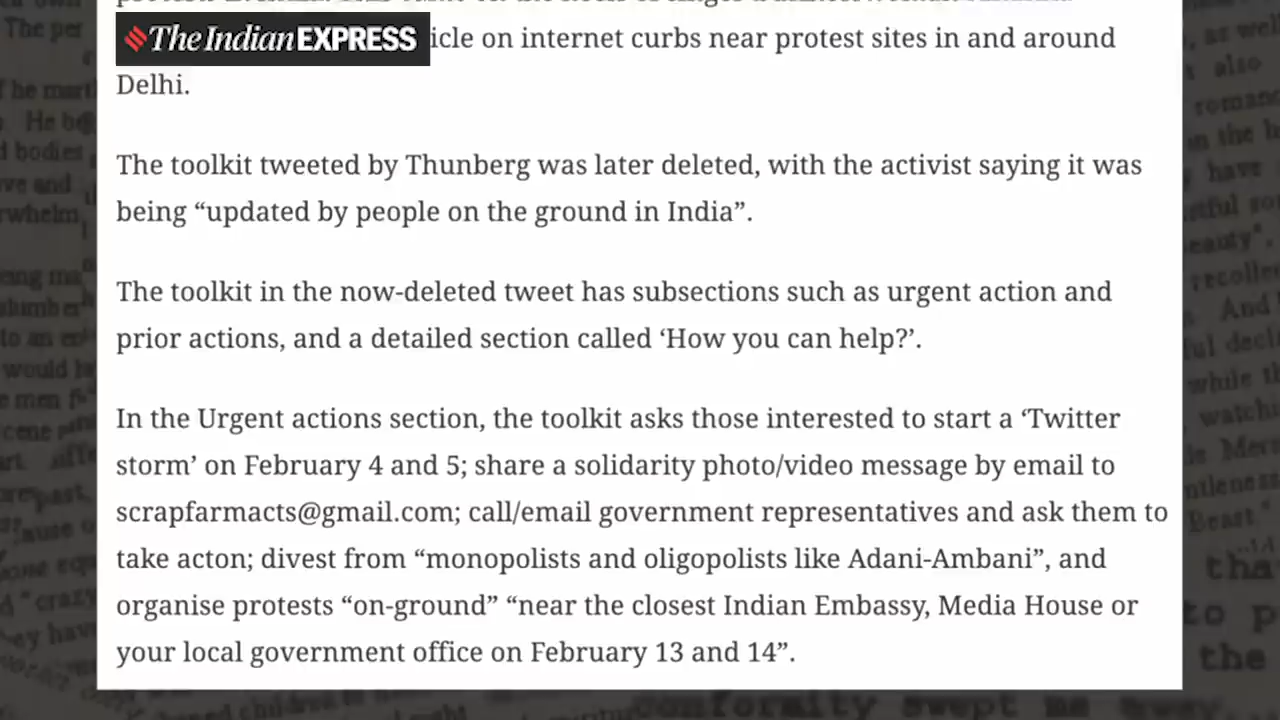 The Indian EXPRESS icle on internet curbs near protest sites in and around
Delhi.
The toolkit tweeted by Thunberg was later deleted, with the activist saying it was
being “updated by people on the ground in India”.
The toolkit in the now-deleted tweet has subsections such as urgent action and
prior actions, and a detailed section called ‘How you can help?’.
In the Urgent actions section, the toolkit asks those interested to start a ‘Twitter
storm’ on February 4 and 5; share a solidarity photo/video message by email to
scrapfarmacts@gmail.com; call/email government representatives and ask them to
take acton; divest from “monopolists and oligopolists like Adani-Ambani”, and
organise protests “on-ground” “near the closest Indian Embassy, Media House or
your local government office on February 13 and 14”.